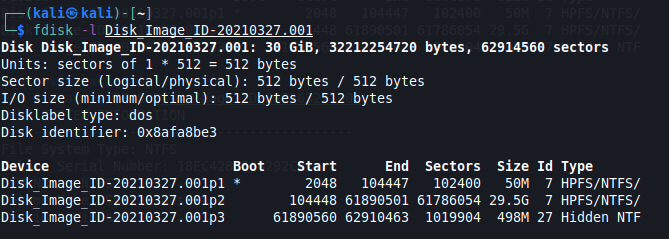 (kali㉿kali)-[~]
$ fdisk -l Disk_Image_ID-20210327.001
Disk Disk_Image_ID-20210327.001: 30 GiB, 32212254720 bytes, 62914560 sectors
Units: sectors of 1 * 512 = 512 bytes
Sector size (logical/physical): 512 bytes / 512 bytes
I/O size (minimum/optimal): 512 bytes / 512 bytes
Disklabel type: dos
Disk identifier: 0x8afa8be3
File System Type: NTFS
Device Boot Start End Sectors Size Id Type
Disk_Image_ID-20210327.001p1 * 2048 104447 102400 50M 7 HPFS/NTFS/
Disk_Image_ID-20210327.001p2 104448 61890501 61786054 29.5G 7 HPFS/NTFS/
Disk_Image_ID-20210327.001p3 61890560 62910463 1019904 498M 27 Hidden NTF